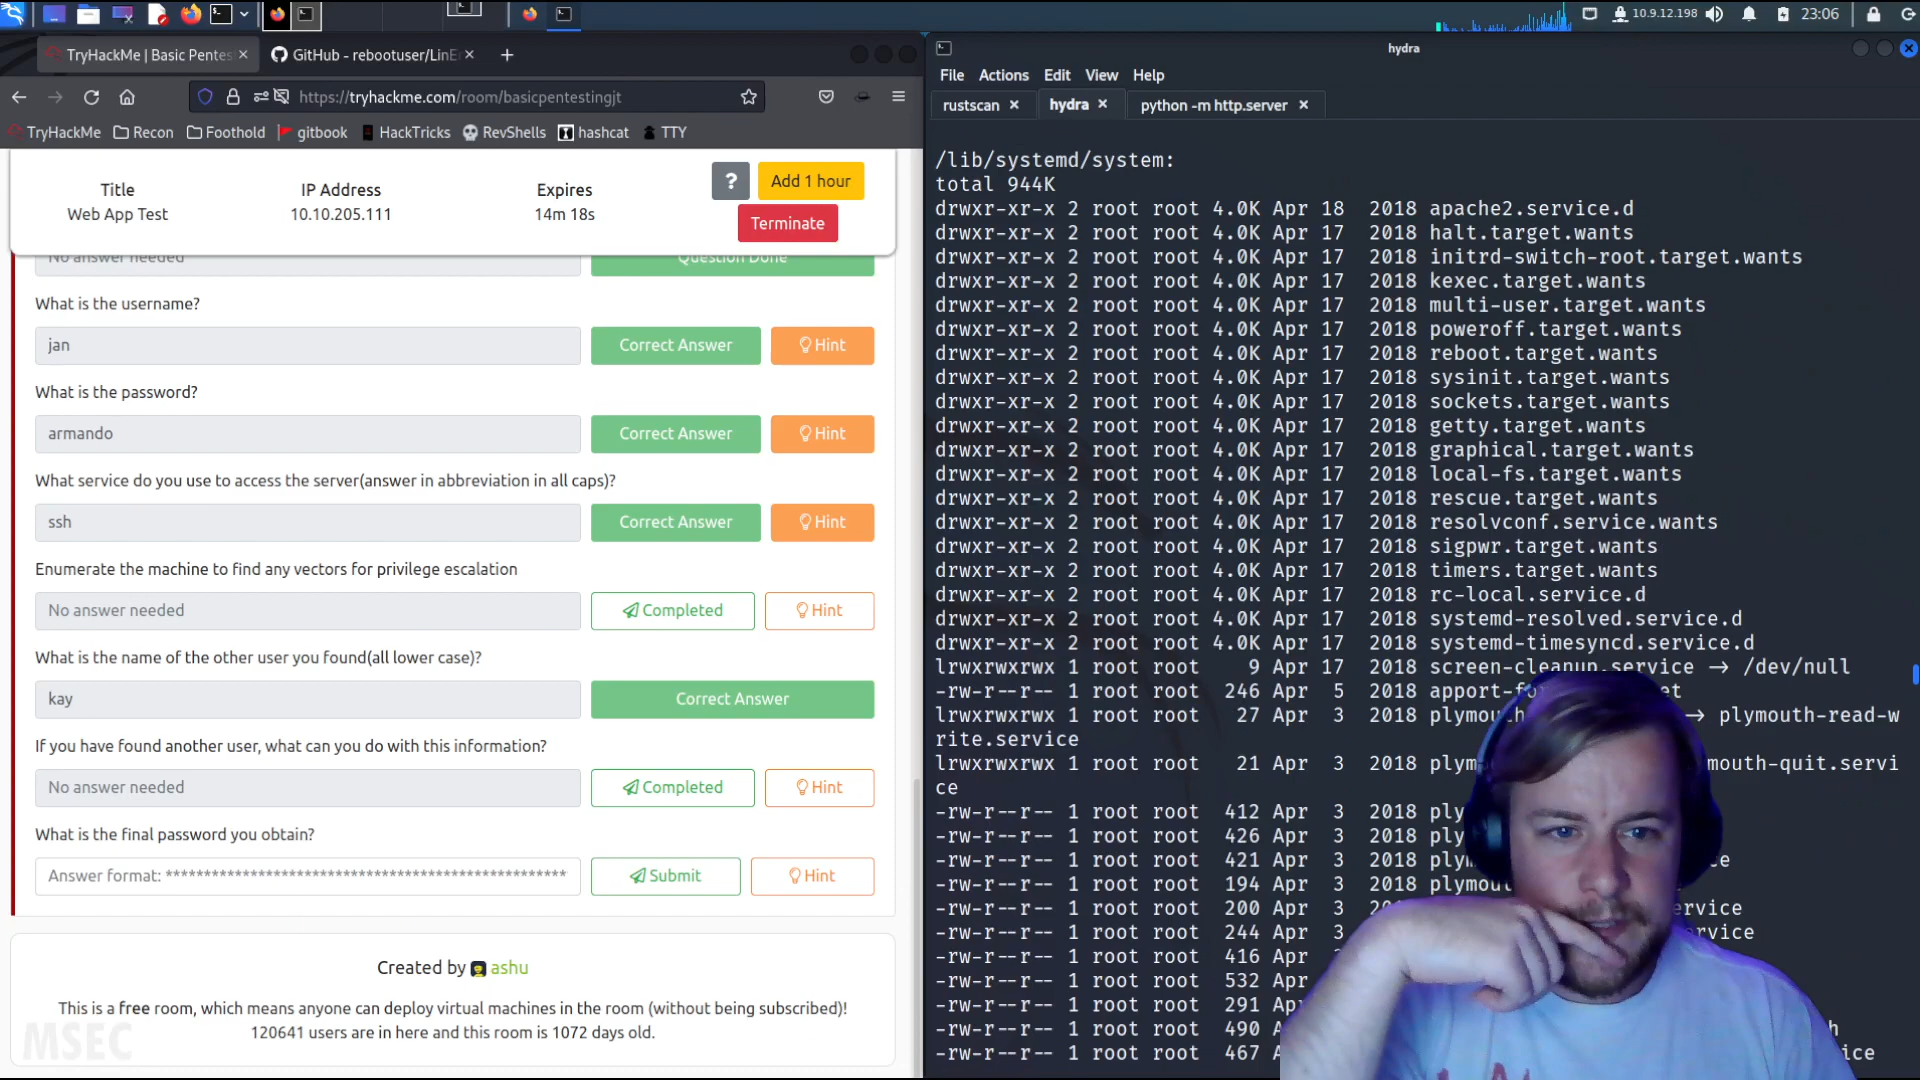 10.9.12.198
23:06
TryHackMe | Basic Pentes
GitHub - rebootuser/LinE
https://tryhackme.com/room/basicpentestingjt
TryHackMe
Recon
Foothold
gitbook
HackTricks
RevShells
hashcat
TTY
Title
IP Address
Expires
? Add 1 hour
Web App Test
10.10.205.111
14m 18s
Terminate
No answer needed
Question Done
What is the username?
jan
Correct Answer
Hint
What is the password?
armando
Correct Answer
Hint
What service do you use to access the server(answer in abbreviation in all caps)?
ssh
Correct Answer
Hint
Enumerate the machine to find any vectors for privilege escalation
No answer needed
Completed
Hint
What is the name of the other user you found(all lower case)?
kay
Correct Answer
If you have found another user, what can you do with this information?
No answer needed
Completed
Hint
What is the final password you obtain?
Answer format: ****************************************************
Submit
Hint
Created by ashu
This is a free room, which means anyone can deploy virtual machines in the room (without being subscribed)!
120641 users are in here and this room is 1072 days old.
MSEC
hydra
File Actions Edit View Help
rustscan
hydra
python -m http.server
/lib/systemd/system:
total 944K
drwxr-xr-x 2 root root 4.0K Apr 18 2018 apache2.service.d
drwxr-xr-x 2 root root 4.0K Apr 17 2018 halt.target.wants
drwxr-xr-x 2 root root 4.0K Apr 17 2018 initrd-switch-root.target.wants
drwxr-xr-x 2 root root 4.0K Apr 17 2018 kexec.target.wants
drwxr-xr-x 2 root root 4.0K Apr 17 2018 multi-user.target.wants
drwxr-xr-x 2 root root 4.0K Apr 17 2018 poweroff.target.wants
drwxr-xr-x 2 root root 4.0K Apr 17 2018 reboot.target.wants
drwxr-xr-x 2 root root 4.0K Apr 17 2018 sysinit.target.wants
drwxr-xr-x 2 root root 4.0K Apr 17 2018 sockets.target.wants
drwxr-xr-x 2 root root 4.0K Apr 17 2018 getty.target.wants
drwxr-xr-x 2 root root 4.0K Apr 17 2018 graphical.target.wants
drwxr-xr-x 2 root root 4.0K Apr 17 2018 local-fs.target.wants
drwxr-xr-x 2 root root 4.0K Apr 17 2018 rescue.target.wants
drwxr-xr-x 2 root root 4.0K Apr 17 2018 resolvconf.service.wants
drwxr-xr-x 2 root root 4.0K Apr 17 2018 sigpwr.target.wants
drwxr-xr-x 2 root root 4.0K Apr 17 2018 timers.target.wants
drwxr-xr-x 2 root root 4.0K Apr 17 2018 rc-local.service.d
drwxr-xr-x 2 root root 4.0K Apr 17 2018 systemd-resolved.service.d
drwxr-xr-x 2 root root 4.0K Apr 17 2018 systemd-timesyncd.service.d
lrwxrwxrwx 1 root root 9 Apr 17 2018 screen-cleanup.service → /dev/null
-rw-r--r-- 1 root root 246 Apr 5 2018 apport-fo et
lrwxrwxrwx 1 root root 27 Apr 3 2018 plymouth → plymouth-read-w
rite.service
lrwxrwxrwx 1 root root 21 Apr 3 2018 plym mouth-quit.servi
ce
-rw-r--r-- 1 root root 412 Apr 3 2018 ply
-rw-r--r-- 1 root root 426 Apr 3 2018 ply
-rw-r--r-- 1 root root 421 Apr 3 2018 plym ce
-rw-r--r-- 1 root root 194 Apr 3 2018 plymou
-rw-r--r-- 1 root root 200 Apr 3 ervice
-rw-r--r-- 1 root root 244 Apr 3 rvice
-rw-r--r-- 1 root root 416 Apr
-rw-r--r-- 1 root root 532 Apr
-rw-r--r-- 1 root root 291 Ap
-rw-r--r-- 1 root root 490 A h
-rw-r--r-- 1 root root 467 ice